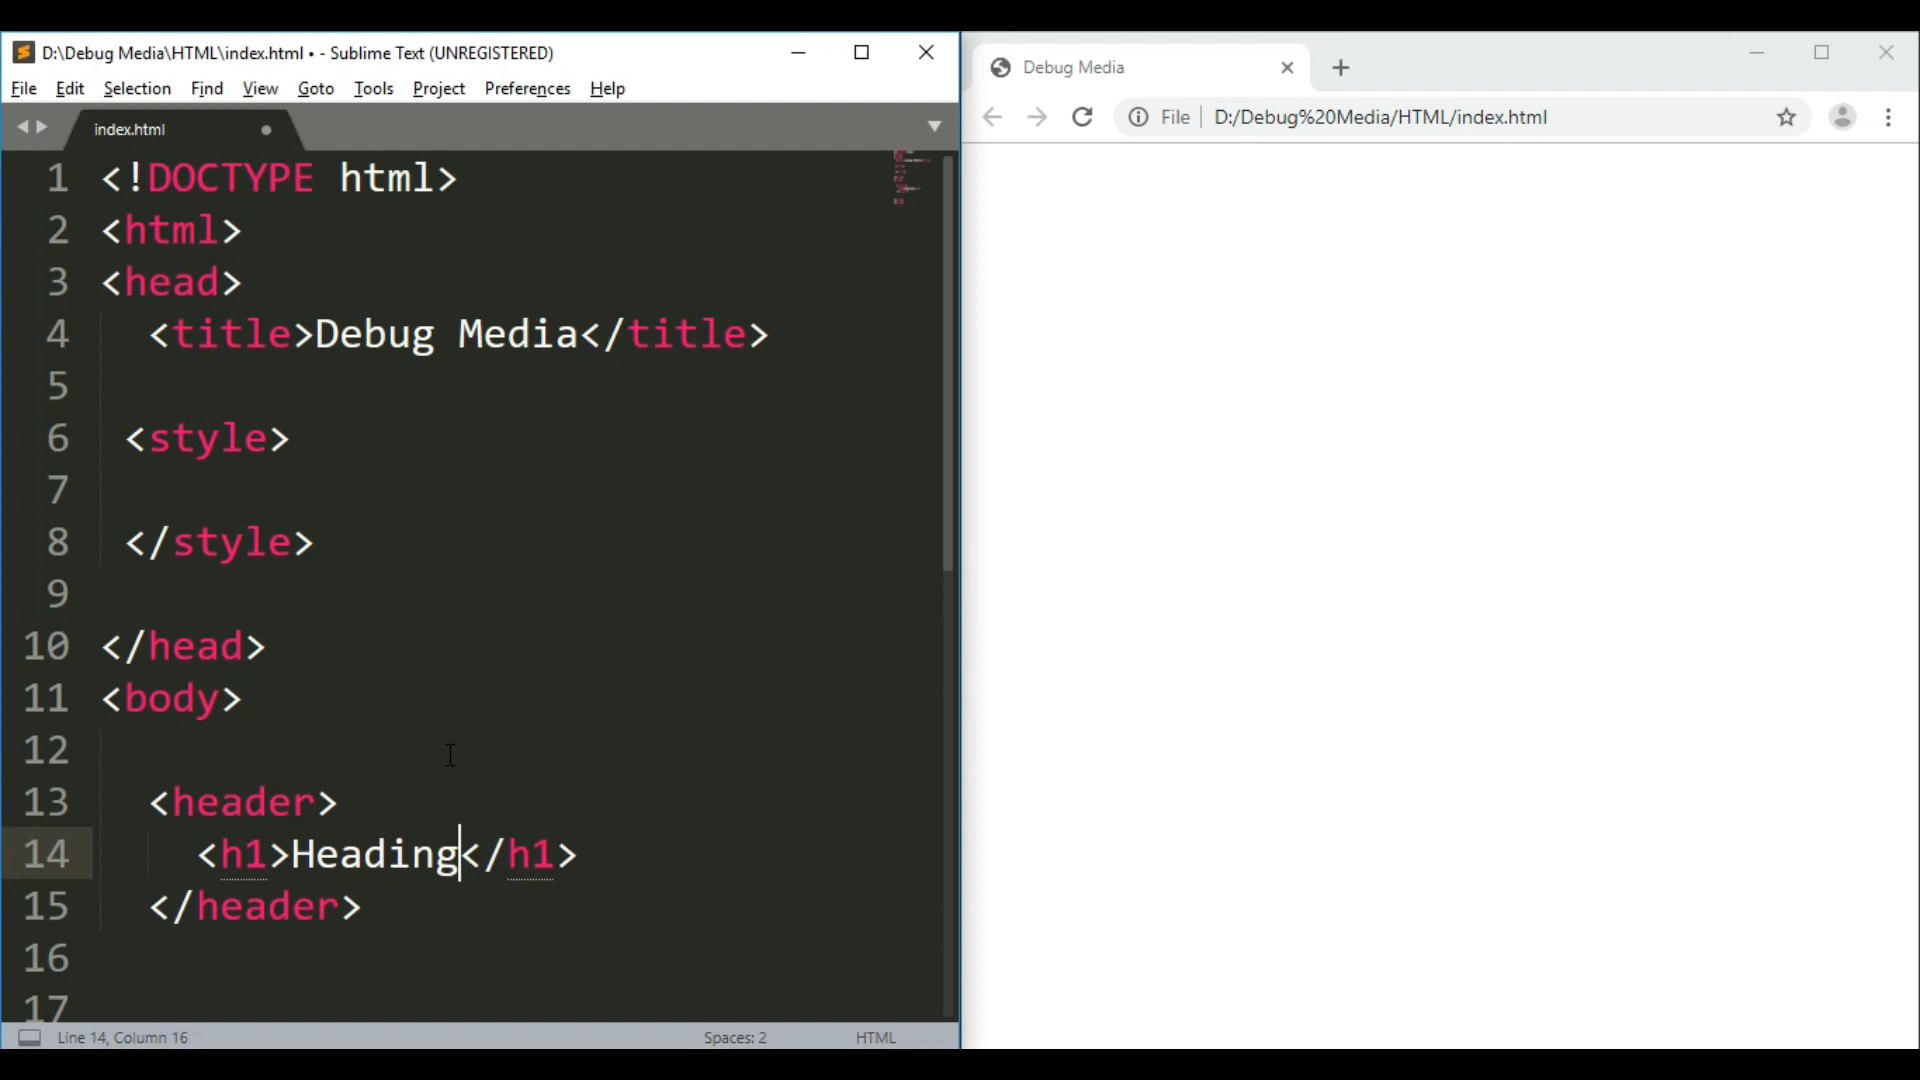 D:\Debug Media\HTML\index.html • - Sublime Text (UNREGISTERED)
File Edit Selection Find View Goto Tools Project Preferences Help
index.html
1 <!DOCTYPE html>
2 <html>
3 <head>
4 <title>Debug Media</title>
5
6 <style>
7
8 </style>
9
10 </head>
11 <body>
12
13 <header>
14 <h1>Heading</h1>
15 </header>
16
17
Line 14, Column 16 Spaces: 2 HTML
Debug Media
File D:/Debug%20Media/HTML/index.html